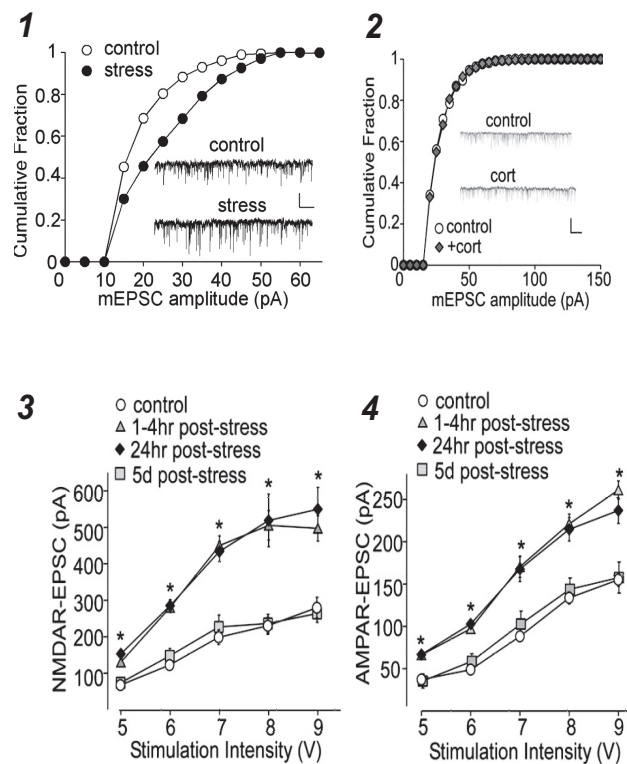 1
control
stress
Cumulative Fraction
1
0.8
0.6
0.4
0.2
0
control
stress
0 10 20 30 40 50 60
mEPSC amplitude (pA)
2
Cumulative Fraction
1
0.8
0.6
0.4
0.2
0
control
cort
control
+cort
0 50 100 150
mEPSC amplitude (pA)
3
control
1-4hr post-stress
24hr post-stress
5d post-stress
NMDAR-EPSC (pA)
600
500
400
300
200
100
* * * * *
5 6 7 8 9
Stimulation Intensity (V)
4
control
1-4hr post-stress
24hr post-stress
5d post-stress
AMPAR-EPSC (pA)
250
200
150
100
50
* * * * *
5 6 7 8 9
Stimulation Intensity (V)